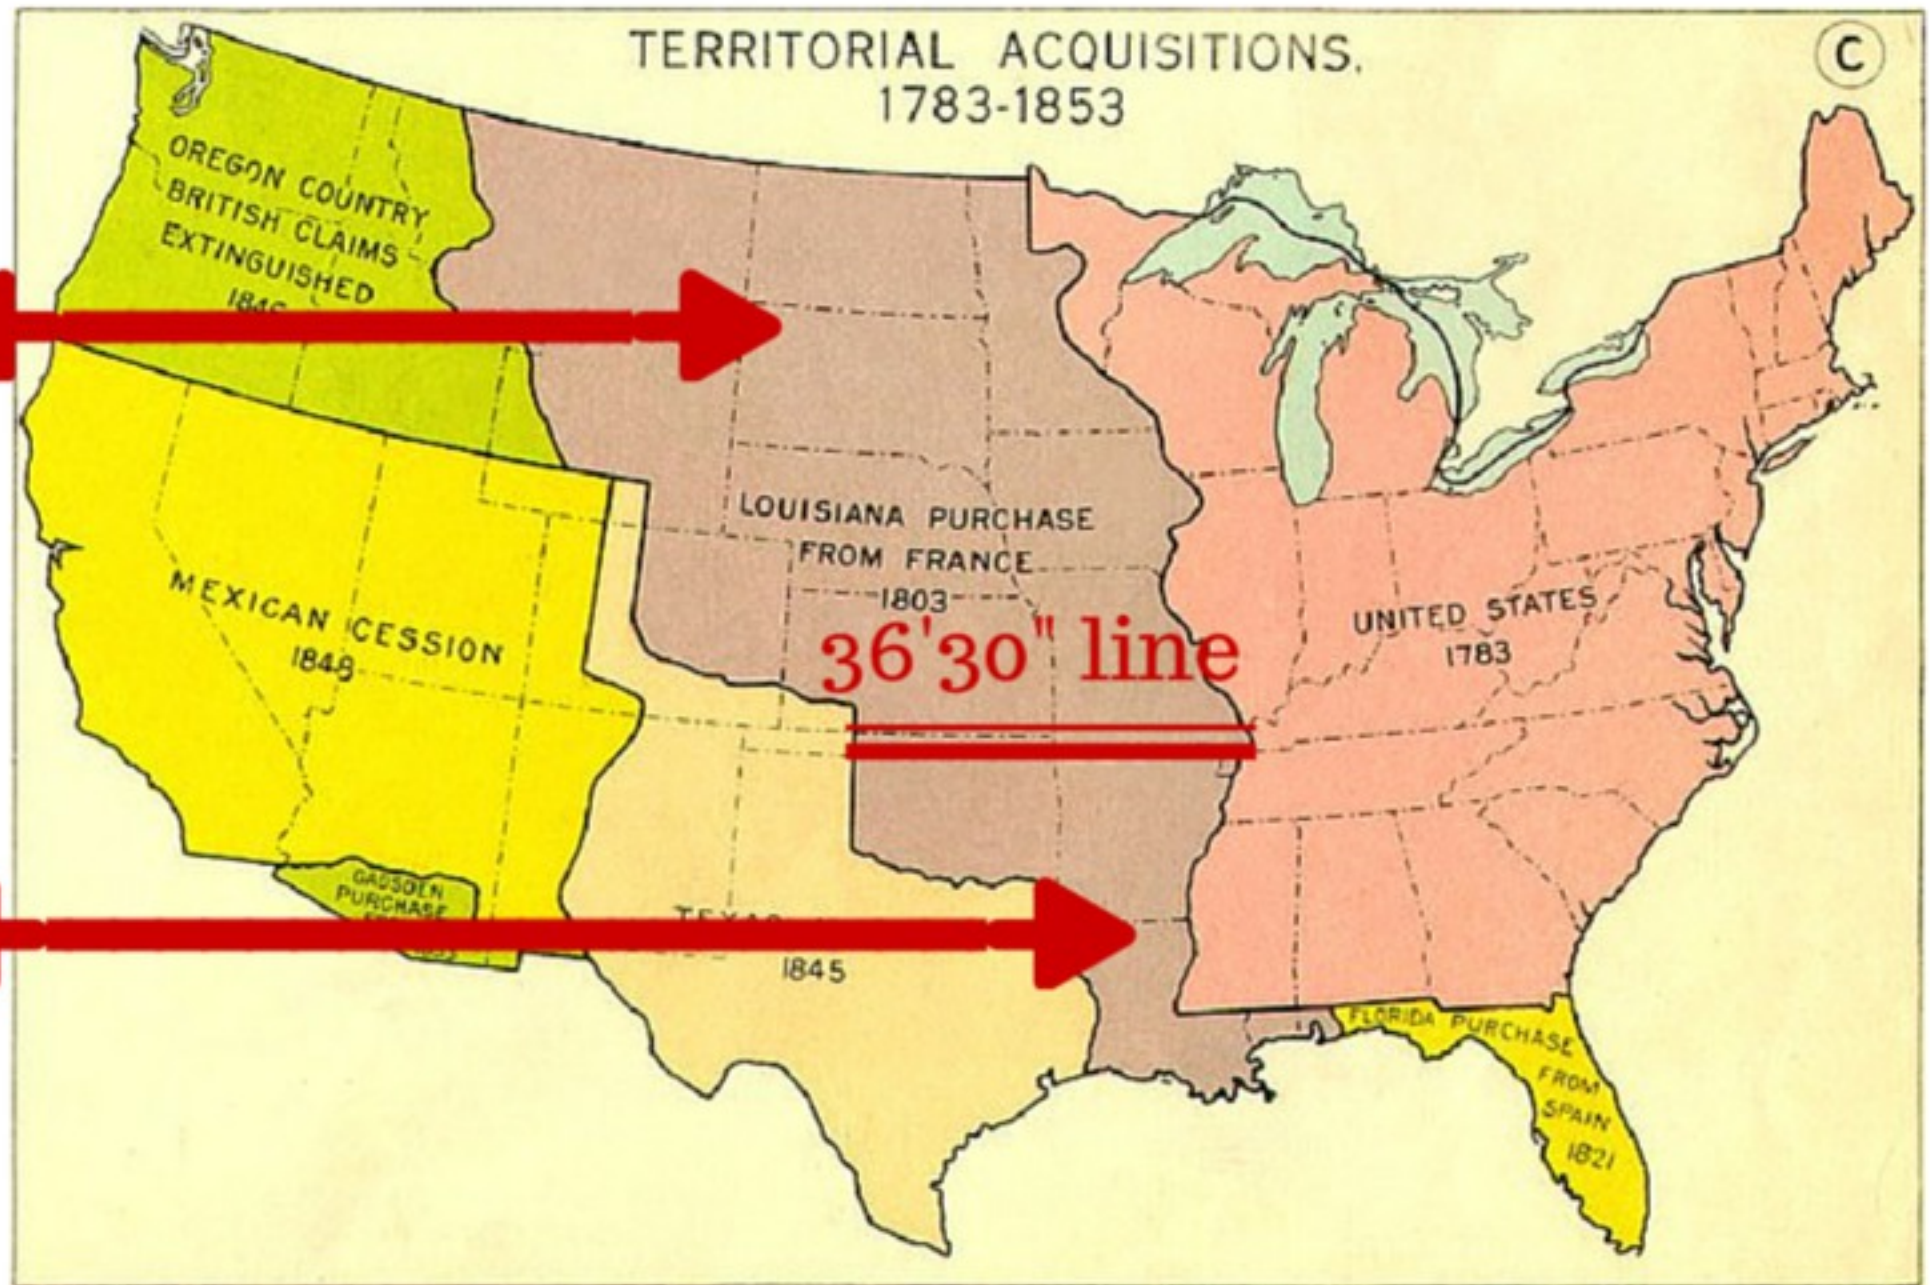 TERRITORIAL ACQUISITION.
1783-1853
C
OREGON COUNTRY
BRITISH CLAIMS
EXTINGUISHED
LOUISIANA PURCHASE
FROM FRANCE
1803
36'30" line
MEXICAN CESSION
1848
UNITED STATES
1783
GADSDEN
PURCHASE
1845
FLORIDA PURCHASE
FROM
SPAIN
1821